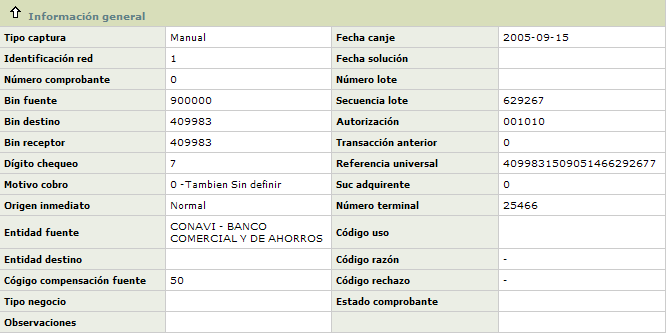 Información general
Tipo captura Manual Fecha canje 2005-09-15
Identificación red 1 Fecha solución
Número comprobante 0 Número lote
Bin fuente 900000 Secuencia lote 629267
Bin destino 409983 Autorización 001010
Bin receptor 409983 Transacción anterior 0
Dígito chequeo 7 Referencia universal 4099831509051466292677
Motivo cobro 0 -Tambien Sin definir Suc adquirente 0
Origen inmediato Normal Número terminal 25466
Entidad fuente CONAVI - BANCO COMERCIAL Y DE AHORROS Código uso
Entidad destino Código razón -
Cógigo compensación fuente 50 Código rechazo -
Tipo negocio Estado comprobante
Observaciones